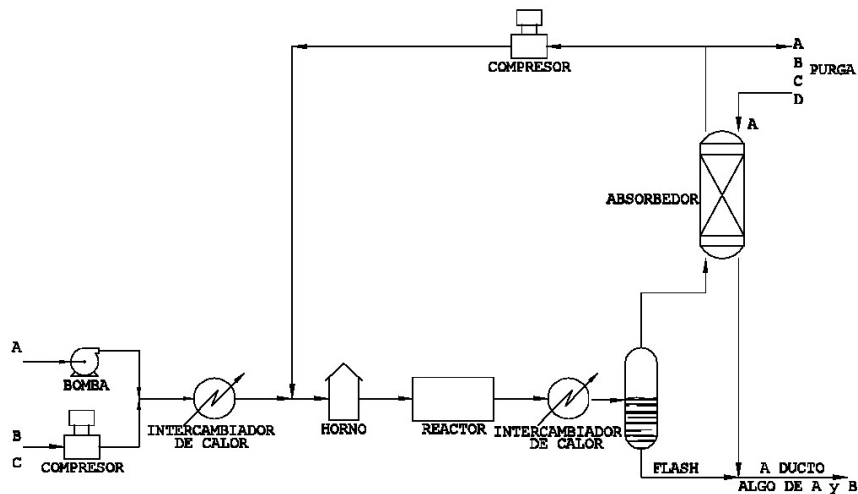 COMPRESOR
A
B
C
D
PURGA
A
ABSORBEDOR
A
BOMBA
B
C
COMPRESOR
INTERCAMBIADOR
DE CALOR
HORNO
REACTOR
INTERCAMBIADOR
DE CALOR
FLASH
A DUCTO
ALGO DE A y B